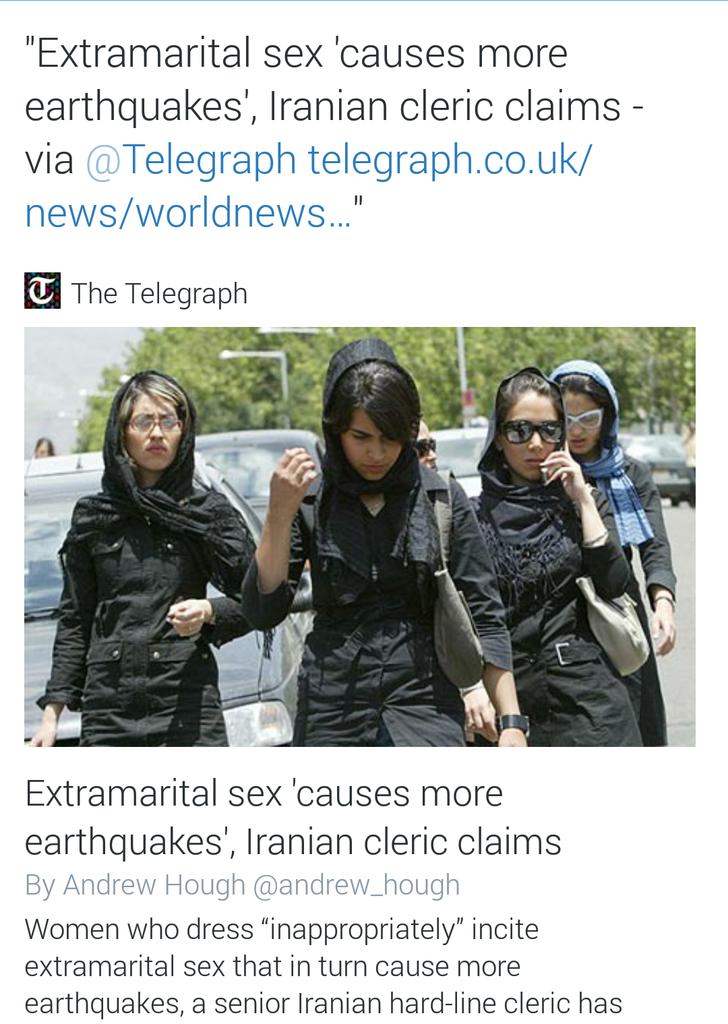 "Extramarital sex 'causes more
earthquakes', Iranian cleric claims -
via @Telegraph telegraph.co.uk/
news/worldnews…"
The Telegraph
Extramarital sex 'causes more
earthquakes', Iranian cleric claims
By Andrew Hough @andrew_hough
Women who dress “inappropriately” incite
extramarital sex that in turn cause more
earthquakes, a senior Iranian hard-line cleric has